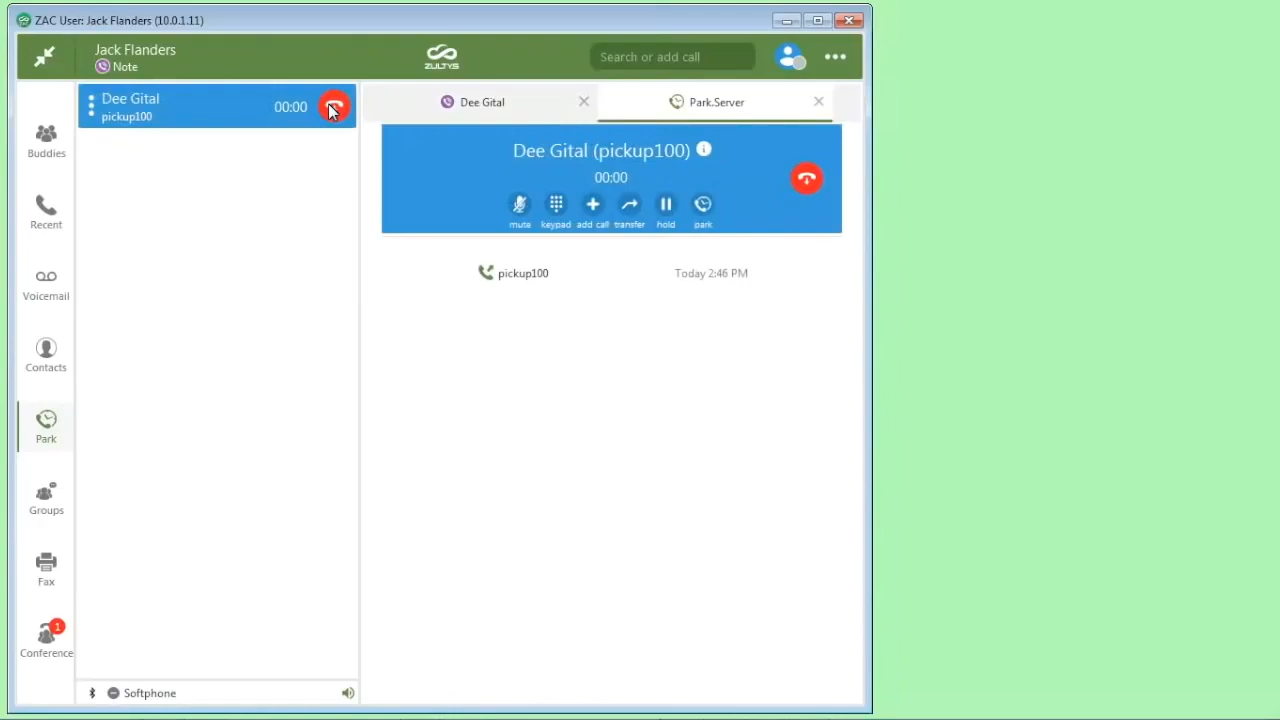 ZAC User: Jack Flanders (10.0.1.11)
Jack Flanders
Note
ZULTYS
Search or add call
Buddies
Recent
Voicemail
Contacts
Park
Groups
Fax
1
Conference
Dee Gital
pickup100
00:00
Dee Gital
Park.Server
Dee Gital (pickup100)
00:00
mute keypad add call transfer hold park
pickup100 Today 2:46 PM
Softphone